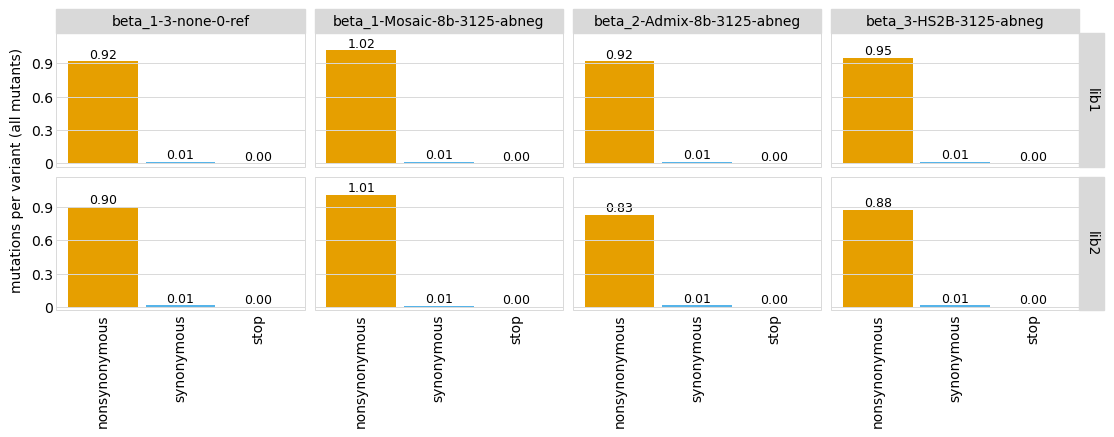 beta_1-3-none-0-ref
beta_1-Mosaic-8b-3125-abneg
beta_2-Admix-8b-3125-abneg
beta_3-HS2B-3125-abneg
mutations per variant (all mutants)
0.9
0.6
0.3
0
0.92
0.01
0.00
1.02
0.01
0.00
0.92
0.01
0.00
0.95
0.01
0.00
lib1
0.9
0.6
0.3
0
0.90
0.01
0.00
1.01
0.01
0.00
0.83
0.01
0.00
0.88
0.01
0.00
lib2
nonsynonymous
synonymous
stop
nonsynonymous
synonymous
stop
nonsynonymous
synonymous
stop
nonsynonymous
synonymous
stop